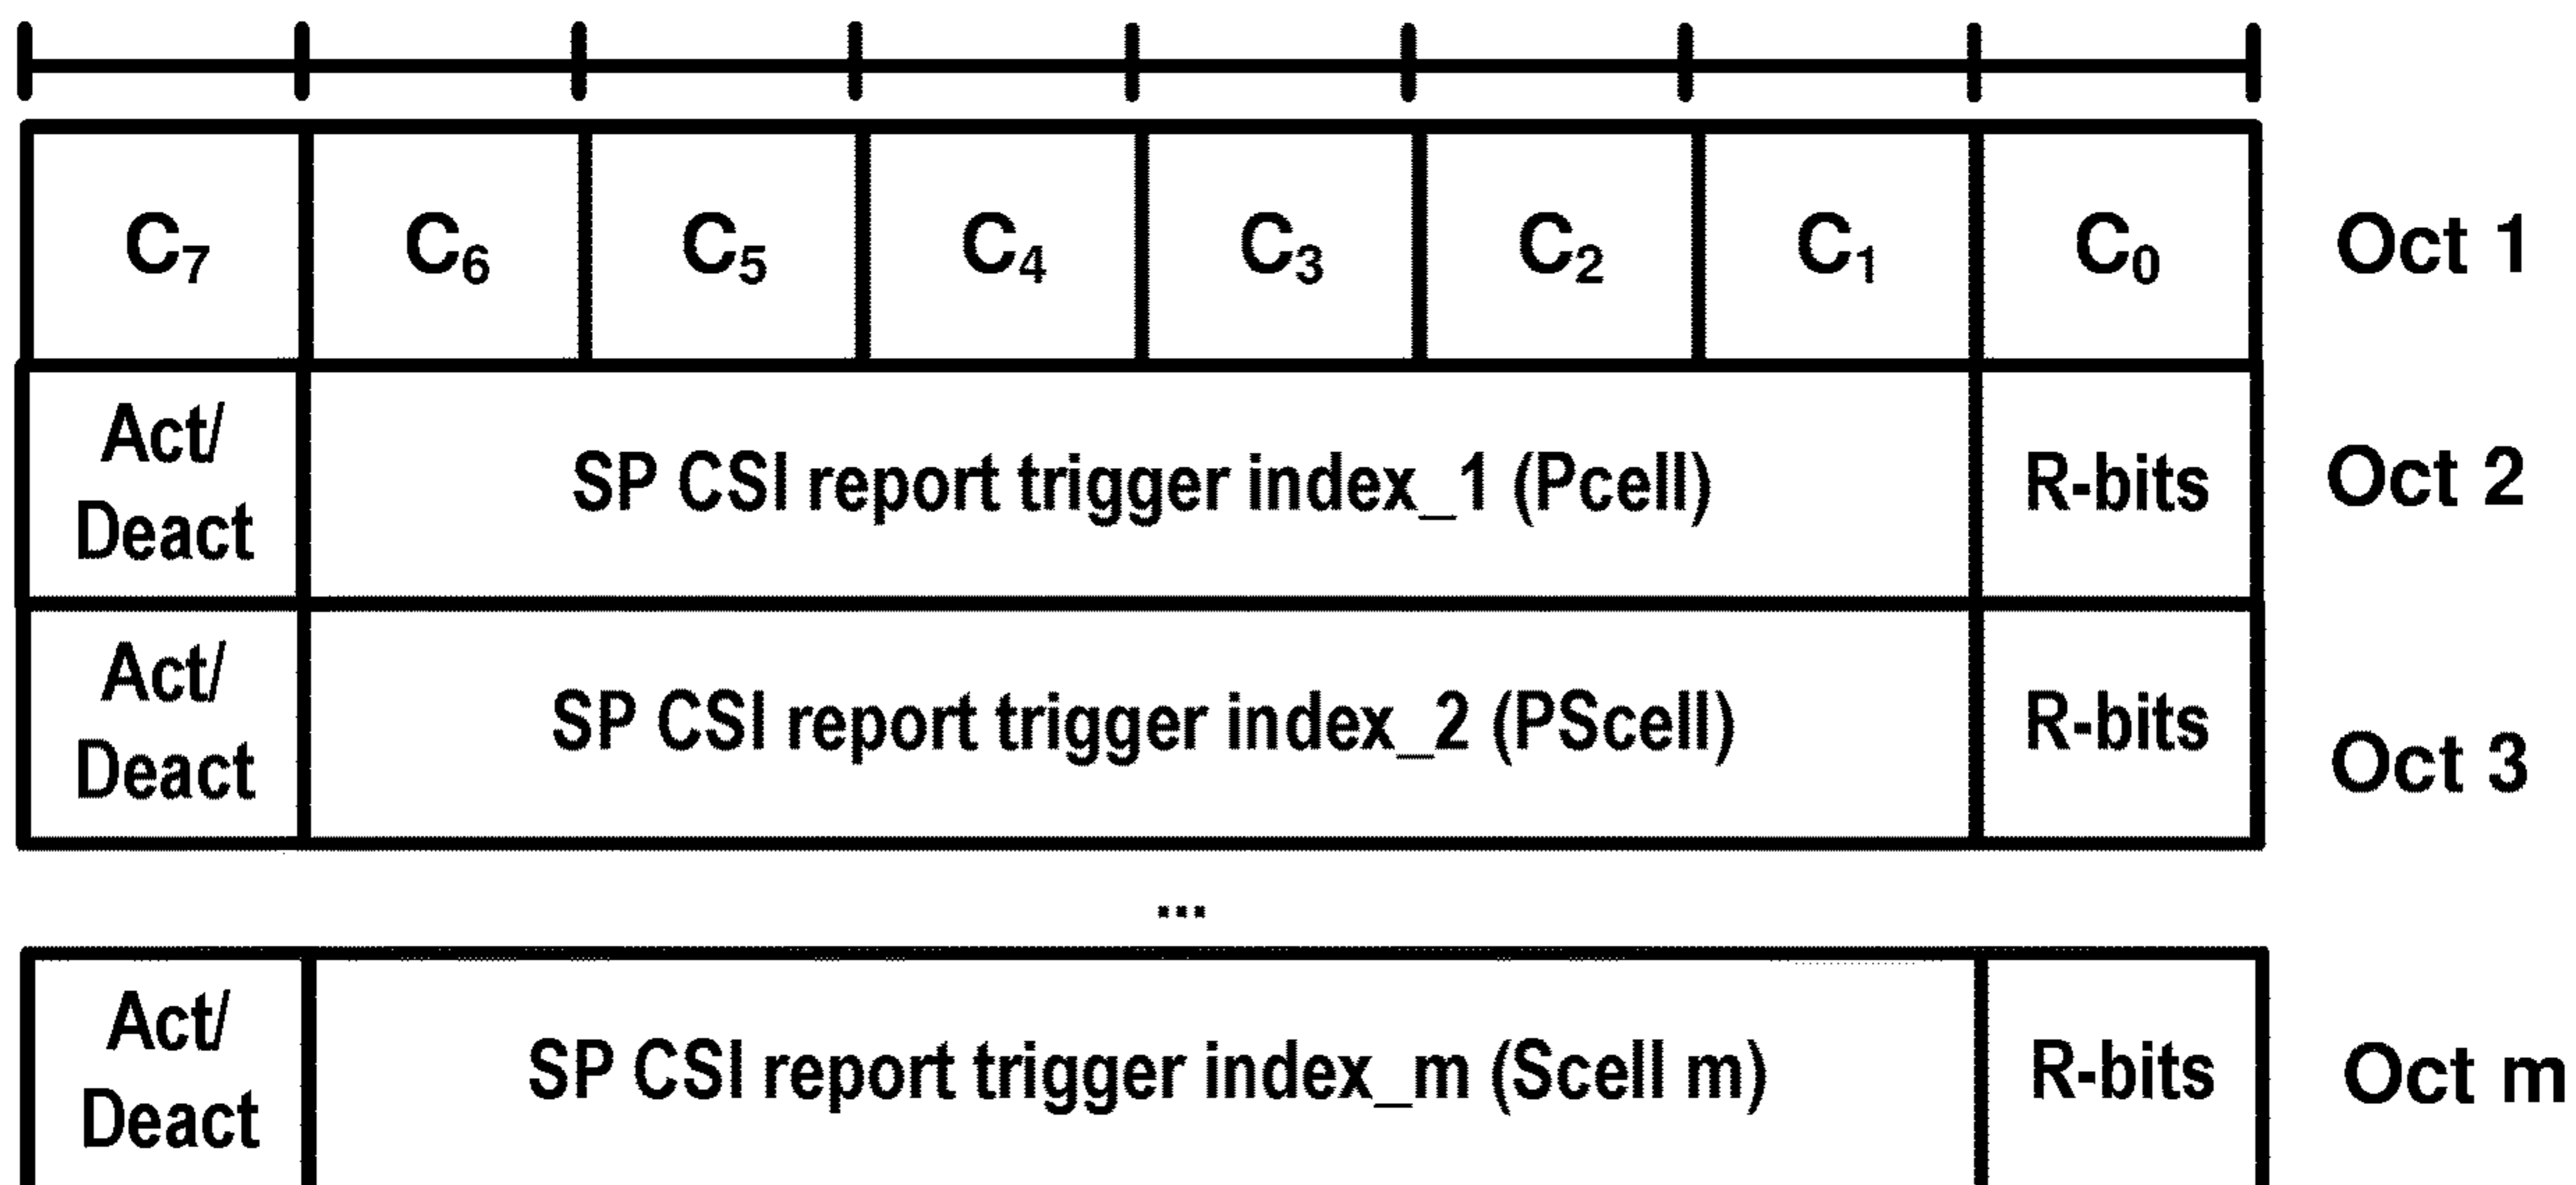 C7 C6 C5 C4 C3 C2 C1 C0 Oct 1
Act/
Deact
SP CSI report trigger index_1 (Pcell) R-bits Oct 2
Act/
Deact
SP CSI report trigger index_2 (PScell) R-bits Oct 3
...
Act/
Deact
SP CSI report trigger index_m (Scell m) R-bits Oct m